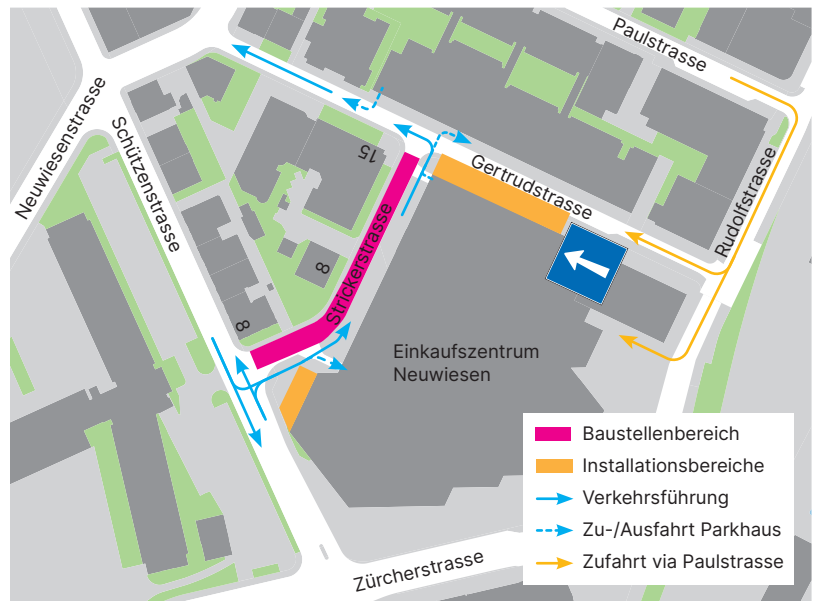 Paulstrasse
Neuwiesenstrasse
Schützenstrasse
15
Gertrudstrasse
Rudolfstrasse
Strickerstrasse
8
8
Einkaufszentrum
Neuwiesen
Baustellenbereich
Installationsbereiche
Verkehrsführung
Zu-/Ausfahrt Parkhaus
Zufahrt via Paulstrasse
Zürcherstrasse